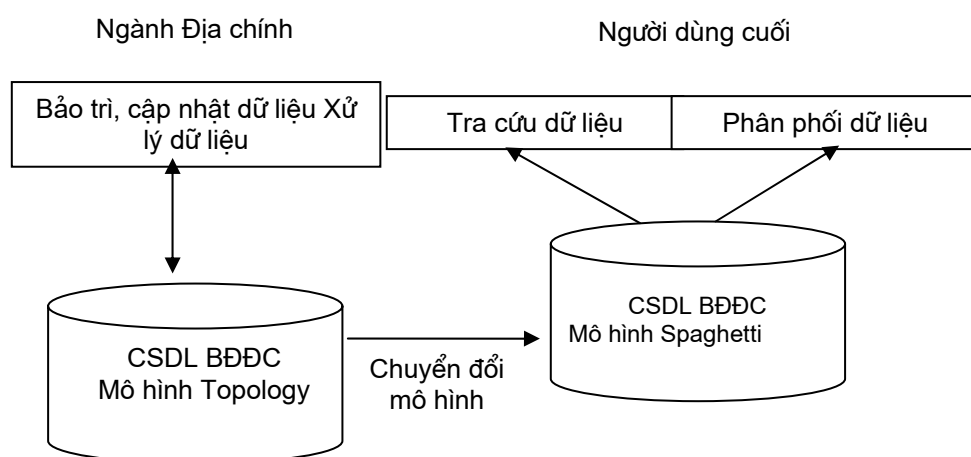 Ngành Địa chính
Người dùng cuối
Bảo trì, cập nhật dữ liệu Xử
lý dữ liệu
Tra cứu dữ liệu
Phân phối dữ liệu
CSDL BĐĐC
Mô hình Topology
Chuyển đổi
mô hình
CSDL BĐĐC
Mô hình Spaghetti